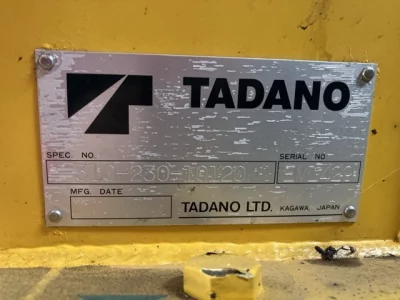 TADANO
SPEC. NO. SERIAL NO
MFG. DATE
TADANO LTD. KAGAWA, JAPAN